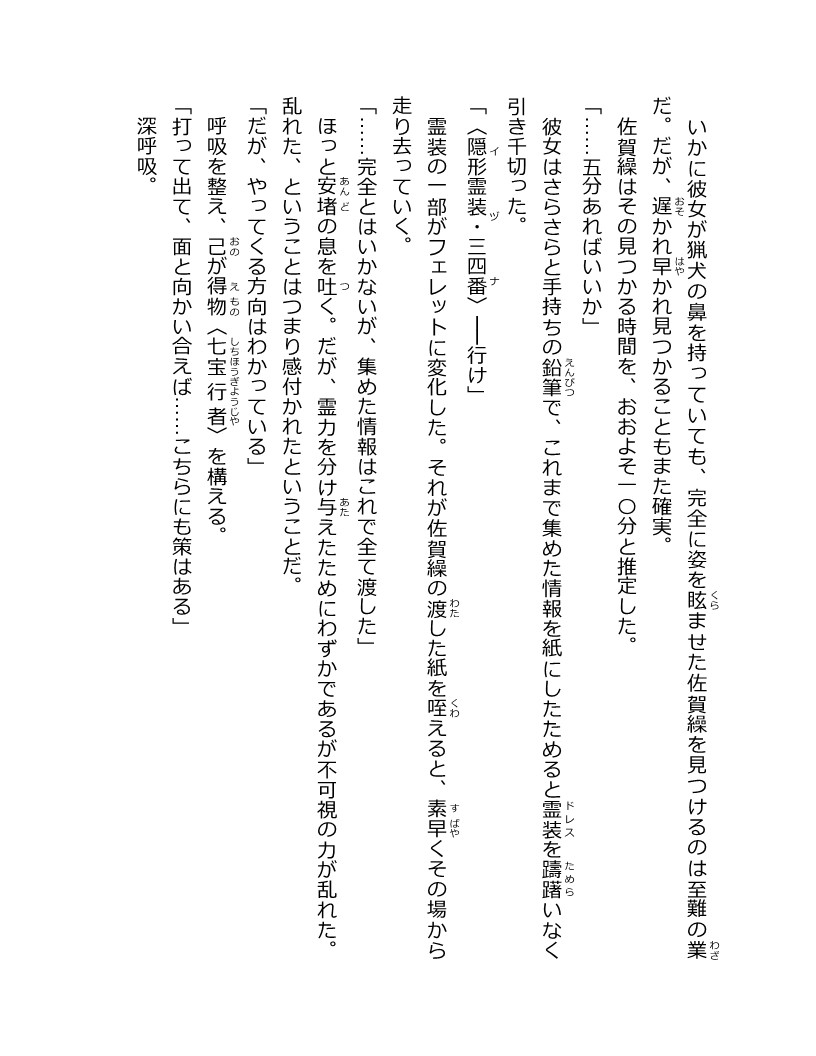 いかに彼女が猟犬の鼻を持っていても、完全に姿を眩ませた佐賀繰を見つけるのは至難の業
だ。だが、遅かれ早かれ見つかることもまた確実。
佐賀繰はその見つかる時間を、おおよそ一〇分と推定した。
「……五分あればいいか」
彼女はさらさらと手持ちの鉛筆で、これまで集めた情報を紙にしたためると霊装を躊躇いなく
引き千切った。
「〈隠形霊装・三四番〉――行け」
霊装の一部がフェレットに変化した。それが佐賀繰の渡した紙を咥えると、素早くその場から
走り去っていく。
「……完全とはいかないが、集めた情報はこれで全て渡した」
ほっと安堵の息を吐く。だが、霊力を分け与えたためにわずかであるが不可視の力が乱れた。
乱れた、ということはつまり感付かれたということだ。
「だが、やってくる方向はわかっている」
呼吸を整え、己が得物〈七宝行者〉を構える。
「打って出て、面と向かい合えば……こちらにも策はある」
深呼吸。